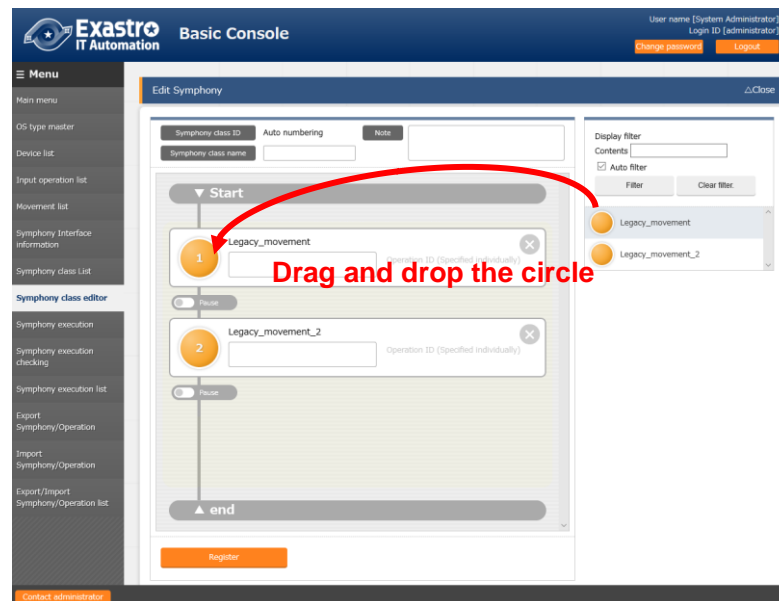 Exastro
IT Automation
Basic Console
User name [System Administrator]
Login ID [administrator]
Change password
Logout
≡ Menu
Main menu
OS type master
Device list
Input operation list
Movement list
Symphony Interface
information
Symphony class List
Symphony class editor
Symphony execution
Symphony execution
checking
Symphony execution list
Export
Symphony/Operation
Import
Symphony/Operation
Export/Import
Symphony/Operation list
Edit Symphony
△Close
Symphony class ID
Auto numbering
Note
Symphony class name
▼ Start
1
Legacy_movement
Operation ID (Specified individually)
Drag and drop the circle
Pause
2
Legacy_movement_2
Operation ID (Specified individually)
Pause
▲ end
Register
Display filter
Contents
Auto filter
Filter
Clear filter.
Legacy_movement
Legacy_movement_2
Contact administrator